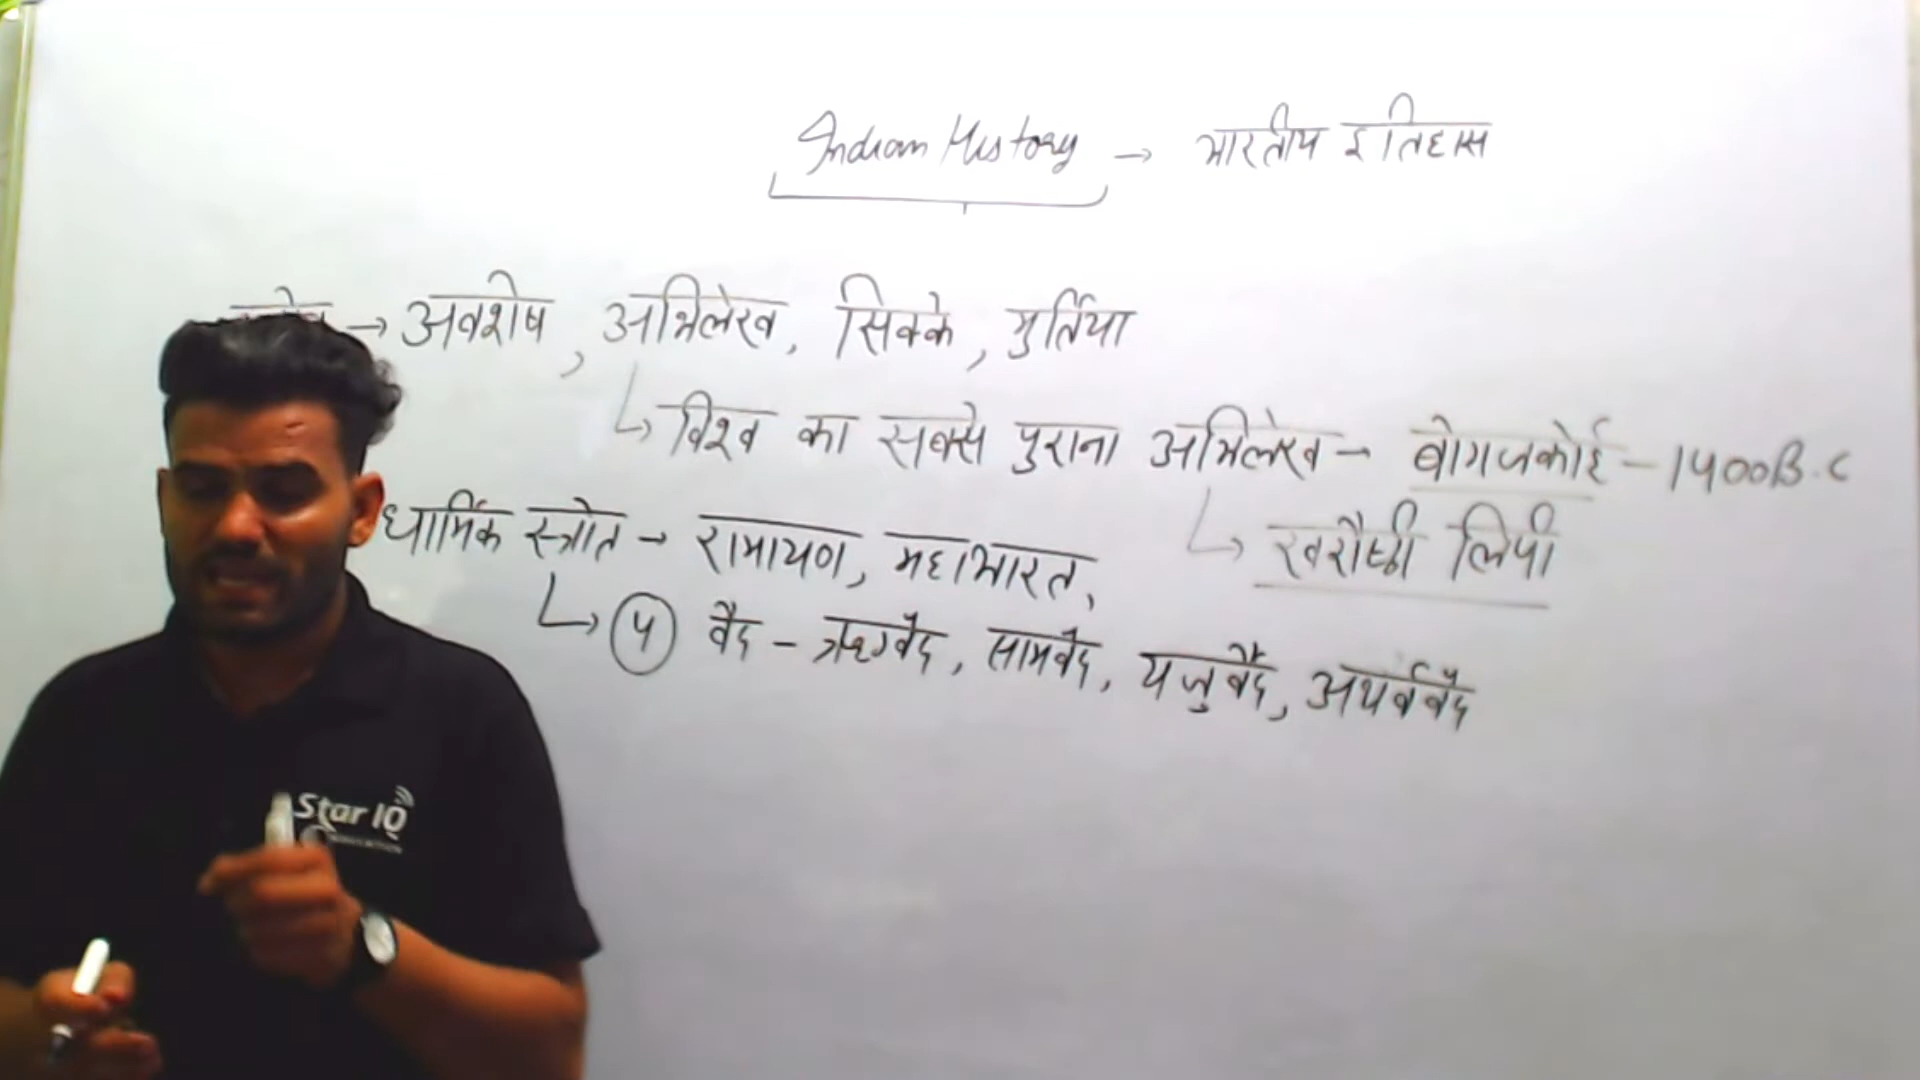 Indian History → भारतीय इतिहास
→ अवशेष, अभिलेख, सिक्के, मुर्तिया
↳ विश्व का सबसे पुराना अभिलेख → बोगजकोई – 1400 B.C
↳ खरौष्ठी लिपी
धार्मिक स्त्रोत → रामायण, महाभारत,
↳ 4 वैद – ऋग्वैद, सामवैद, यजुर्वैद, अथर्ववैद
Star IQ